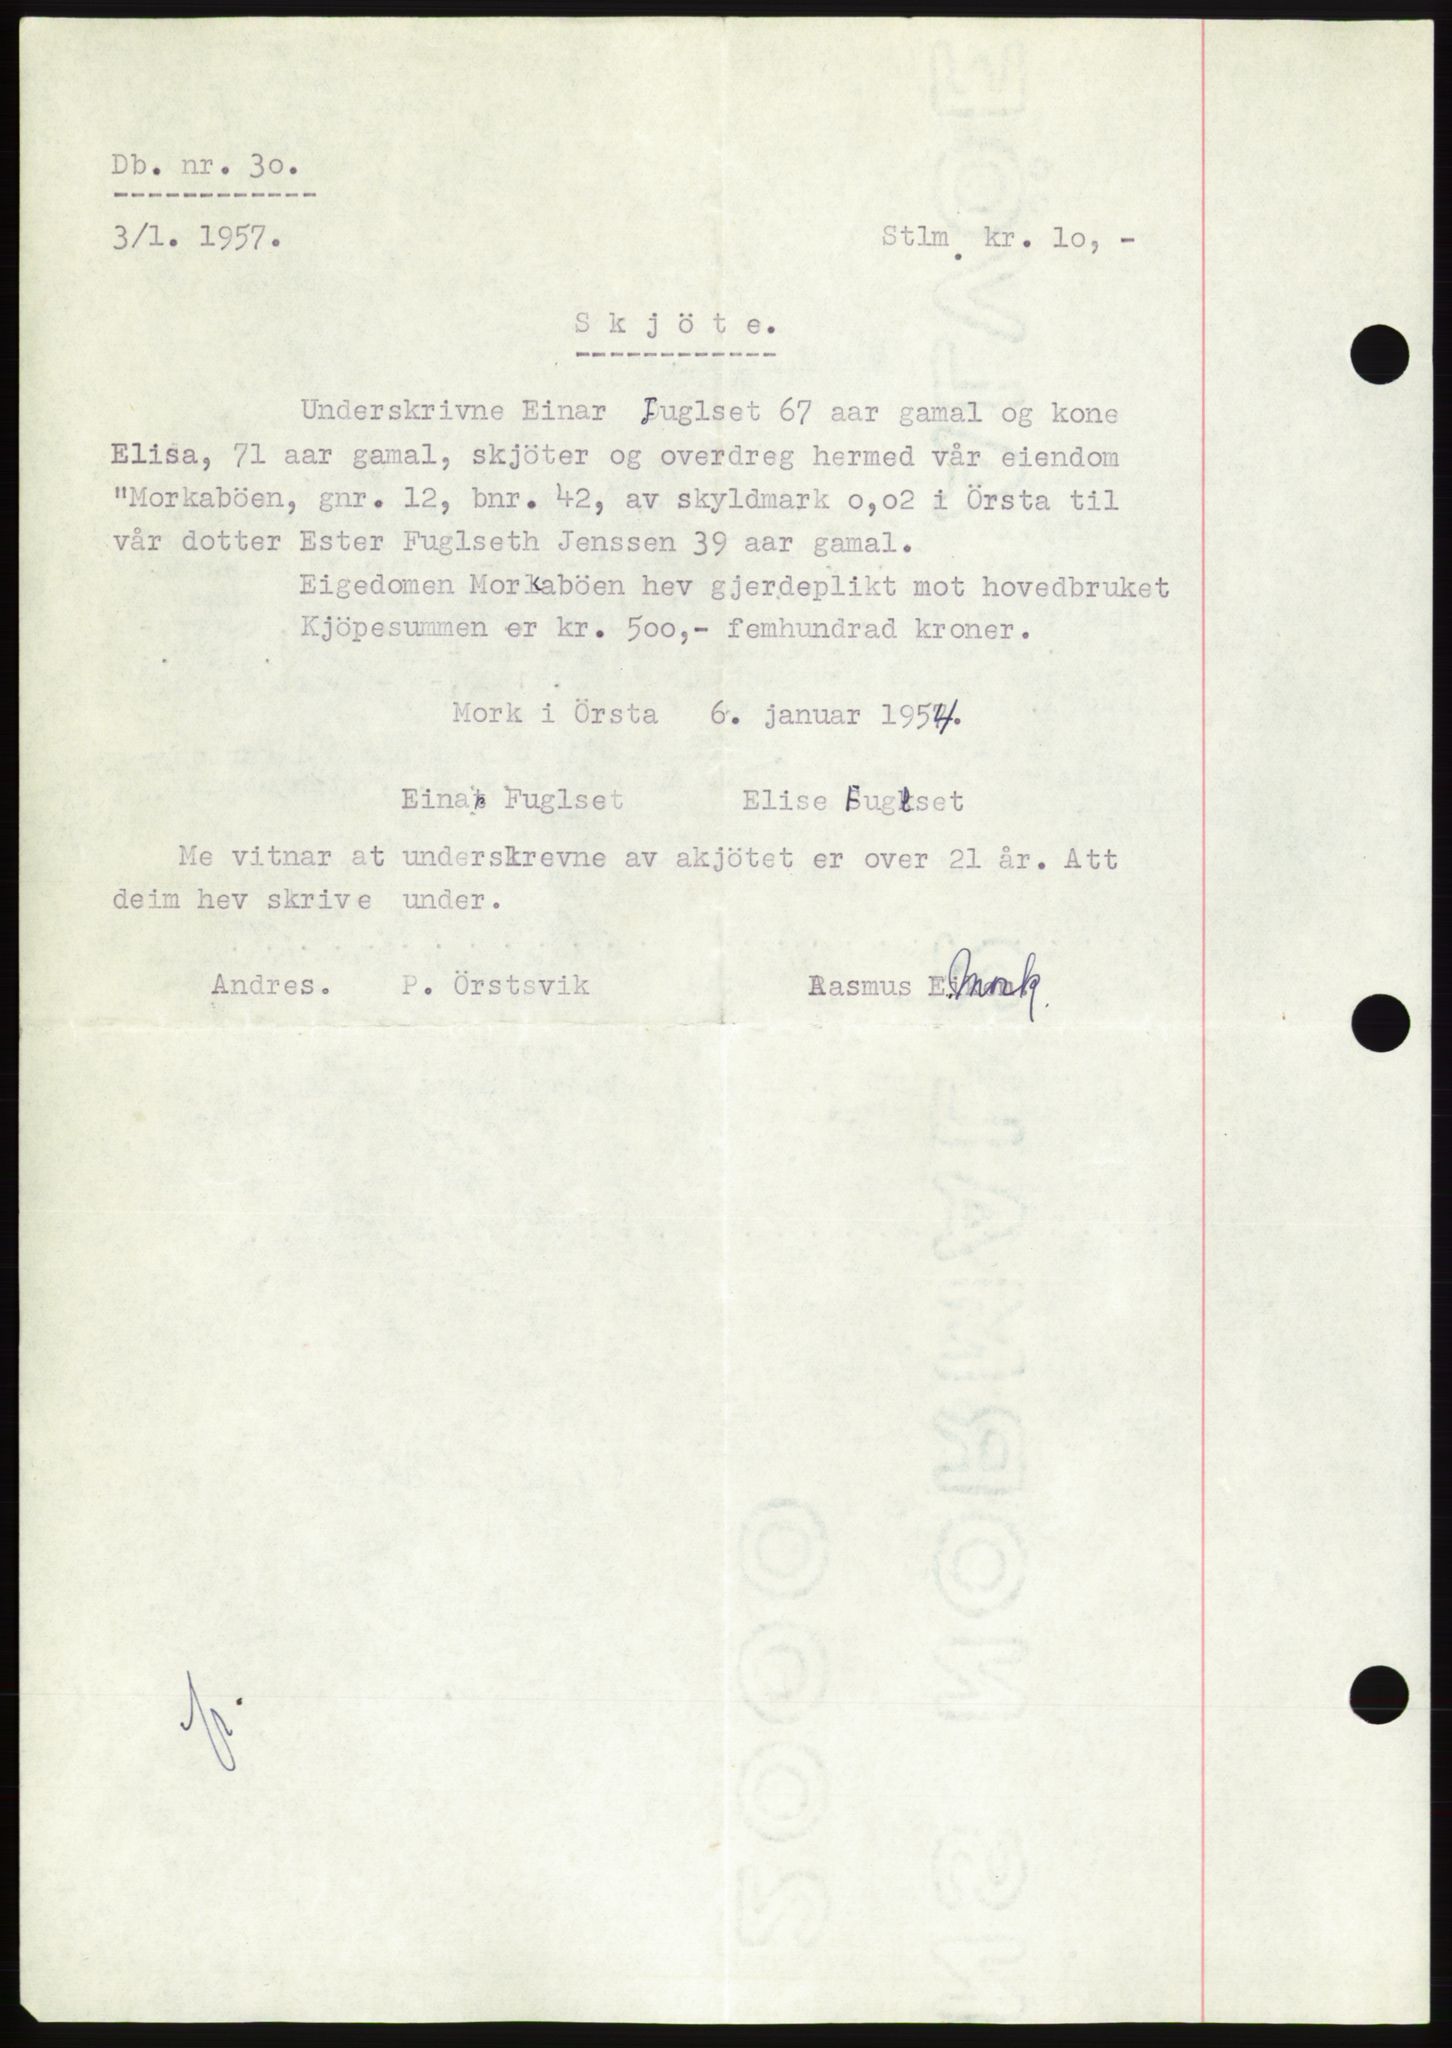 Db. nr. 30.
3/1. 1957.
Stlm. kr. 10, -
Skjöte.
Underskrivne Einar Fuglset 67 aar gamal og kone
Elisa, 71 aar gamal, skjöter og overdreg hermed vår eiendom
"Morkaböen, gnr. 12, bnr. 42, av skyldmark 0,02 i Örsta til
vår dotter Ester Fuglseth Jenssen 39 aar gamal.
Eigedomen Morkaböen hev gjerdeplikt mot hovedbruket
Kjöpesummen er kr. 500,- femhundrad kroner.
Mork i Örsta 6. januar 1954.
Einar Fuglset Elise Fuglset
Me vitnar at underskrevne av akjötet er over 21 år. Att
deim hev skrive under.
Andres. P. Örstsvik Rasmus E. Mork.